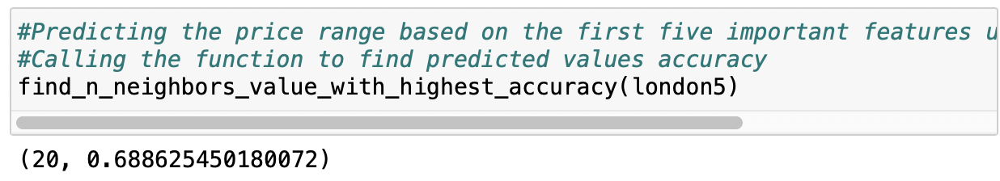 #Predicting the price range based on the first five important features u
#Calling the function to find predicted values accuracy
find_n_neighbors_value_with_highest_accuracy(london5)
(20, 0.688625450180072)